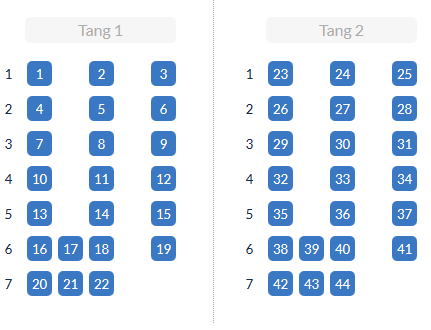 Tang 1
1 1 2 3
2 4 5 6
3 7 8 9
4 10 11 12
5 13 14 15
6 16 17 18 19
7 20 21 22
Tang 2
1 23 24 25
2 26 27 28
3 29 30 31
4 32 33 34
5 35 36 37
6 38 39 40 41
7 42 43 44